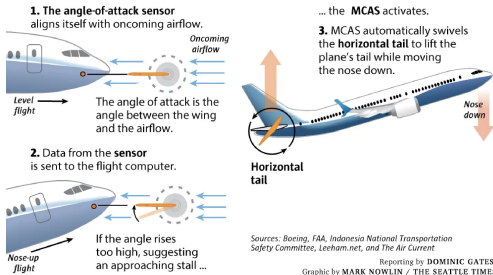 1. The angle-of-attack sensor
aligns itself with oncoming airflow.
Oncoming
airflow
Level
flight
The angle of attack is the
angle between the wing
and the airflow.
2. Data from the sensor
is sent to the flight computer.
Nose-up
flight
If the angle rises
too high, suggesting
an approaching stall ...
... the MCAS activates.
3. MCAS automatically swivels
the horizontal tail to lift the
plane's tail while moving
the nose down.
Nose
down
Horizontal
tail
Sources: Boeing, FAA, Indonesia National Transportation
Safety Committee, Leeham.net, and The Air Current
Reporting by DOMINIC GATES
Graphic by MARK NOWLIN / THE SEATTLE TIME